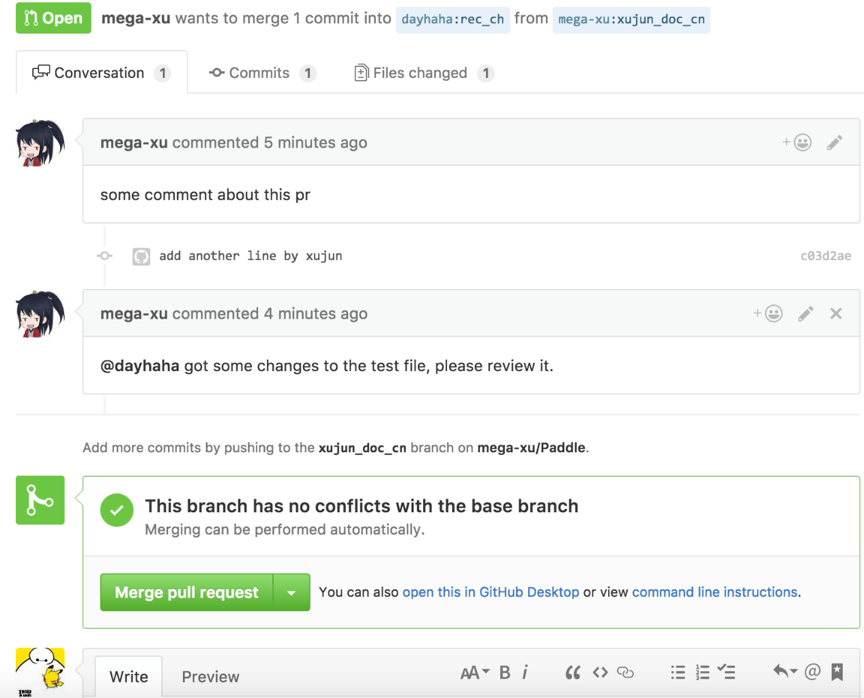 Open mega-xu wants to merge 1 commit into dayhaha:rec_ch from mega-xu:xujun_doc_cn
Conversation 1 Commits 1 Files changed 1
mega-xu commented 5 minutes ago
some comment about this pr
add another line by xujun c03d2ae
mega-xu commented 4 minutes ago
@dayhaha got some changes to the test file, please review it.
Add more commits by pushing to the xujun_doc_cn branch on mega-xu/Paddle.
This branch has no conflicts with the base branch
Merging can be performed automatically.
Merge pull request You can also open this in GitHub Desktop or view command line instructions.
Write Preview AA B i